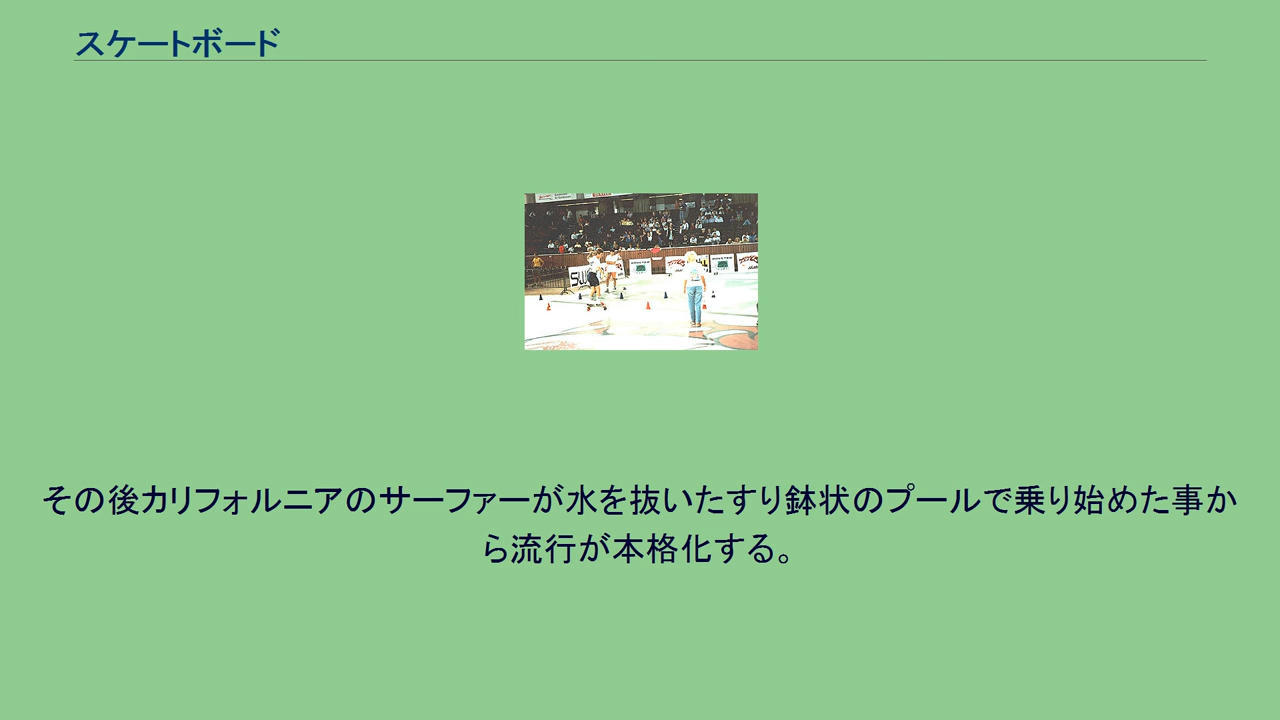 スケートボード
その後カリフォルニアのサーファーが水を抜いたすり鉢状のプールで乗り始めた事か
ら流行が本格化する。